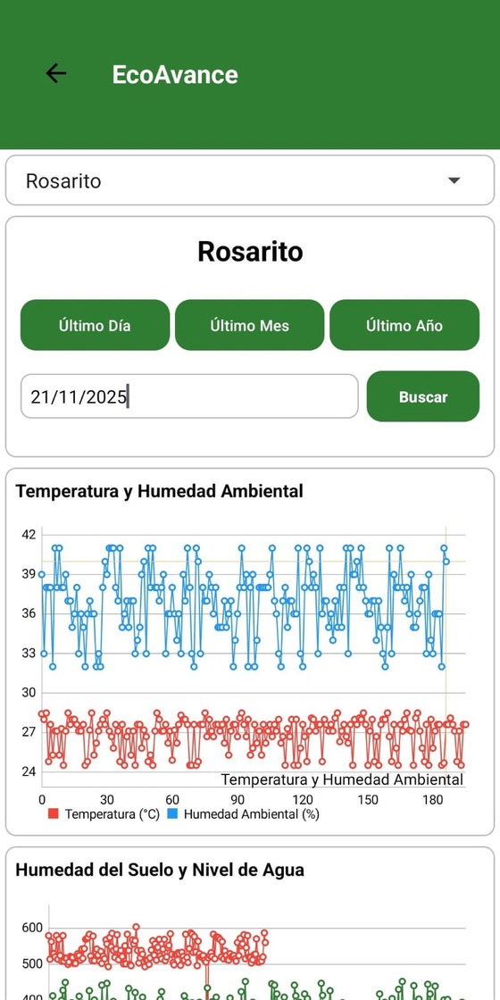 EcoAvance
Rosarito
Rosarito
Último Día Último Mes Último Año
21/11/2025 Buscar
Temperatura y Humedad Ambiental
42
39
36
33
30
27
24
Temperatura y Humedad Ambiental
0 30 60 90 120 150 180
Temperatura (°C) Humedad Ambiental (%)
Humedad del Suelo y Nivel de Agua
600
500
400